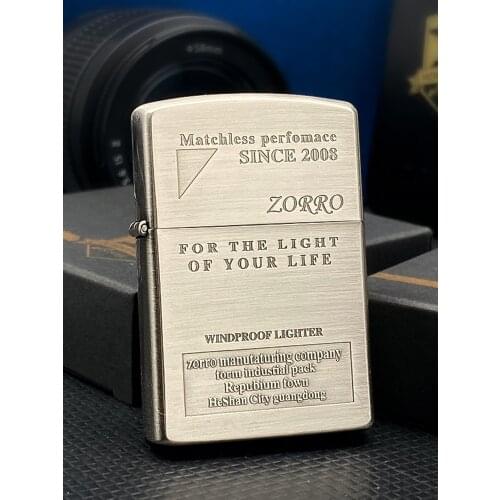 Matchless perfomace
SINCE 2008
ZORRO
FOR THE LIGHT
OF YOUR LIFE
WINDPROOF LIGHTER
zorro manufaturing company
form industial pack
Repubium town
HeShan City guangdong